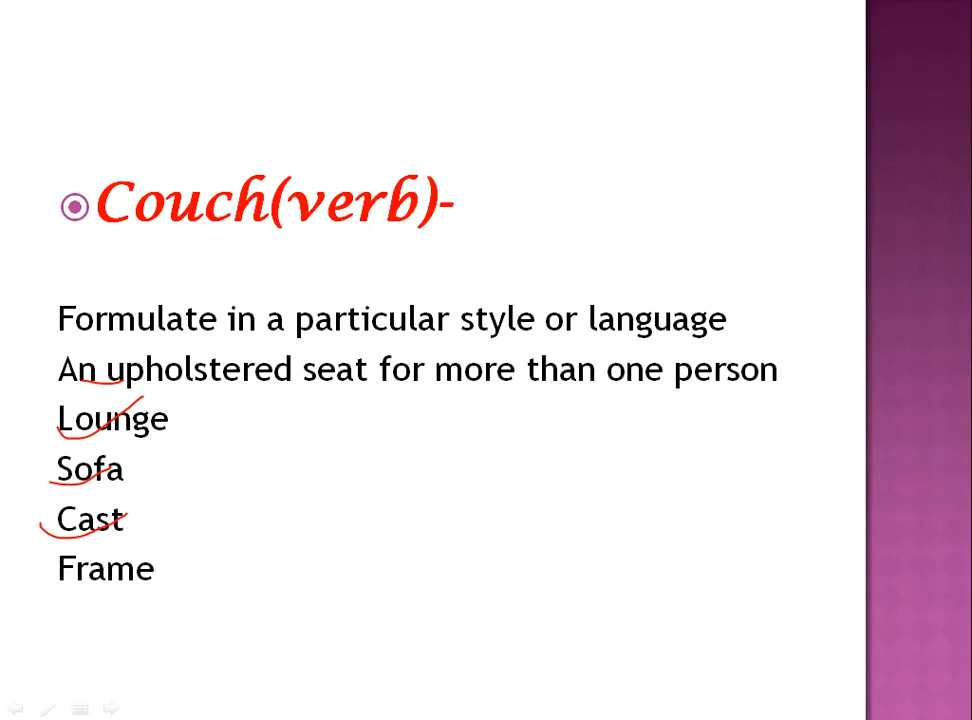 Couch(verb)-
Formulate in a particular style or language
An upholstered seat for more than one person
Lounge
Sofa
Cast
Frame